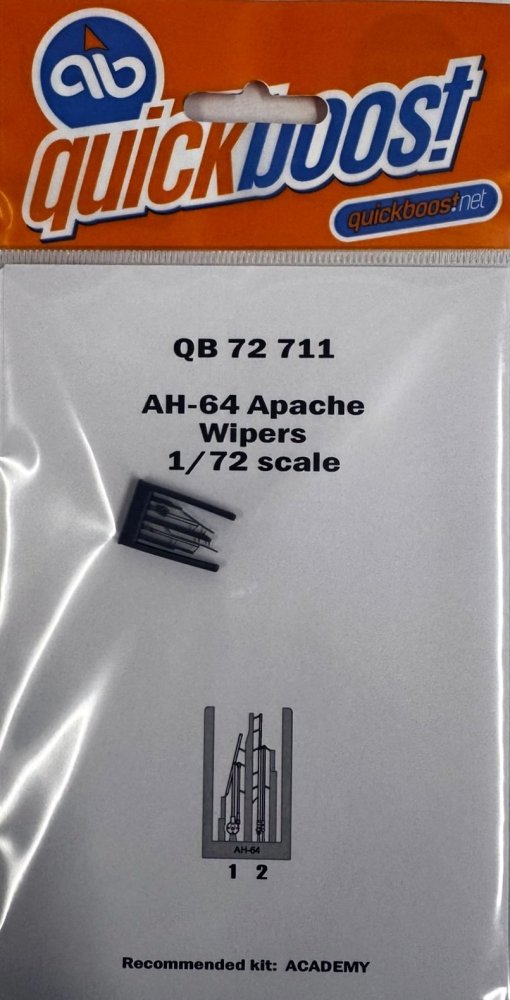 qb
quickboost
quickboost.net
QB 72 711
AH-64 Apache
Wipers
1/72 scale
AH-64
1 2
Recommended kit: ACADEMY